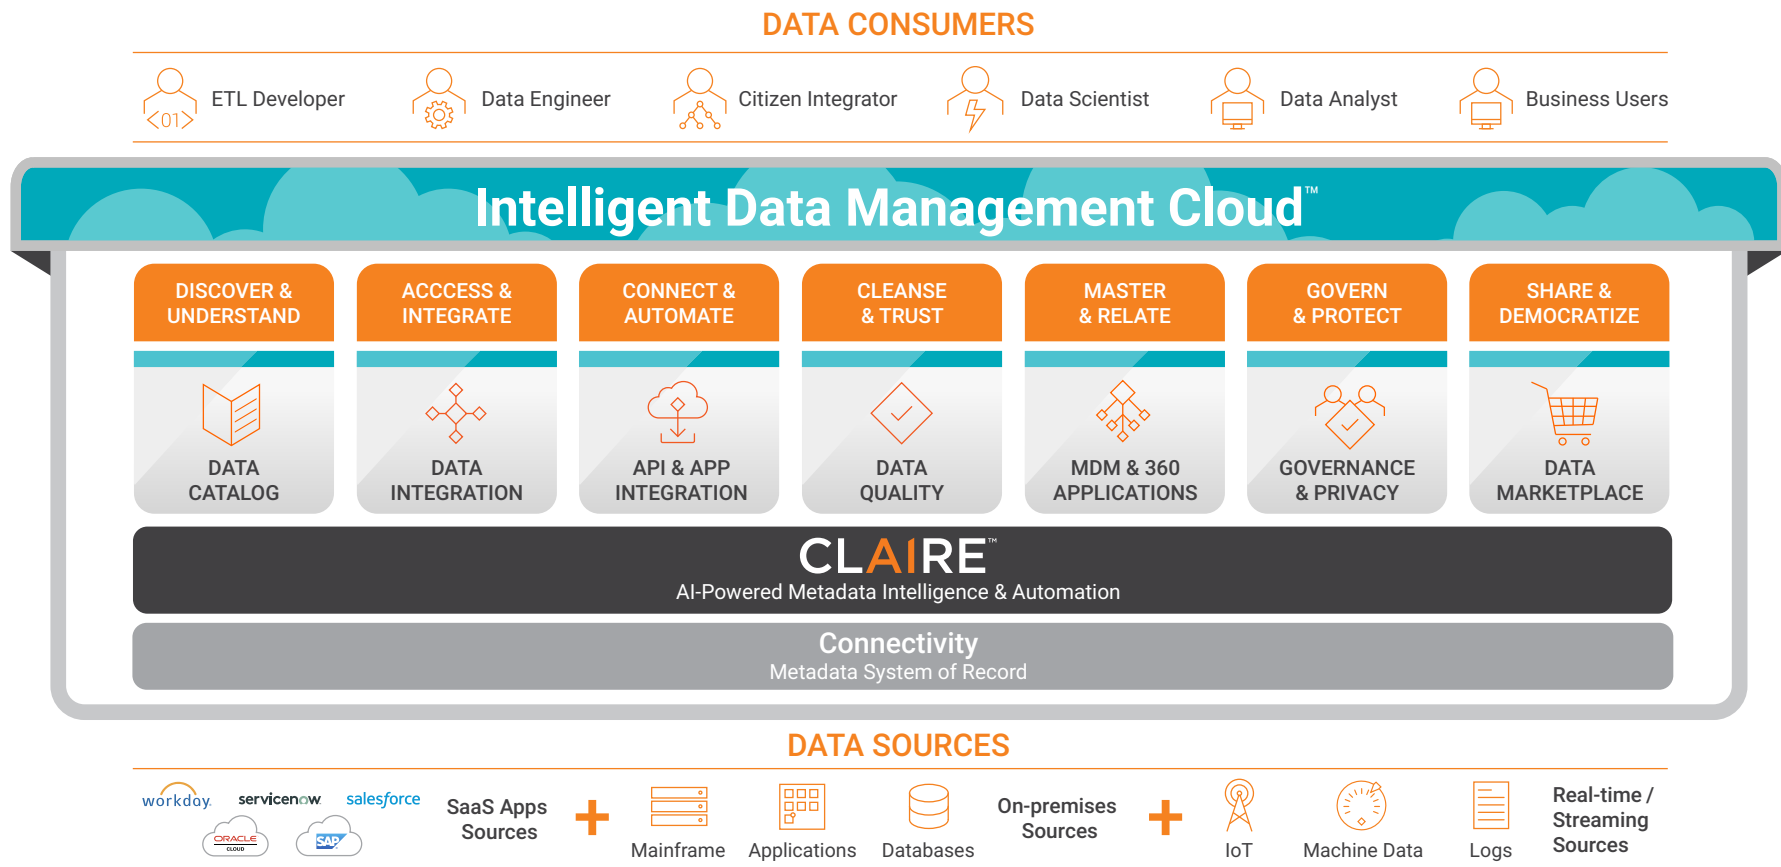 DATA CONSUMERS
<01>
ETL Developer
Data Engineer
Citizen Integrator
Data Scientist
Data Analyst
Business Users
Intelligent Data Management Cloud™
DISCOVER &
UNDERSTAND
ACCCESS &
INTEGRATE
CONNECT &
AUTOMATE
CLEANSE
& TRUST
MASTER
& RELATE
GOVERN
& PROTECT
SHARE &
DEMOCRATIZE
DATA
CATALOG
DATA
INTEGRATION
API & APP
INTEGRATION
DATA
QUALITY
MDM & 360
APPLICATIONS
GOVERNANCE
& PRIVACY
DATA
MARKETPLACE
CLAIRE™
AI-Powered Metadata Intelligence & Automation
Connectivity
Metadata System of Record
DATA SOURCES
workday.
servicenow
salesforce
ORACLE
CLOUD
SAP
SaaS Apps
Sources
+
Mainframe
Applications
Databases
On-premises
Sources
+
IoT
Machine Data
Logs
Real-time /
Streaming
Sources